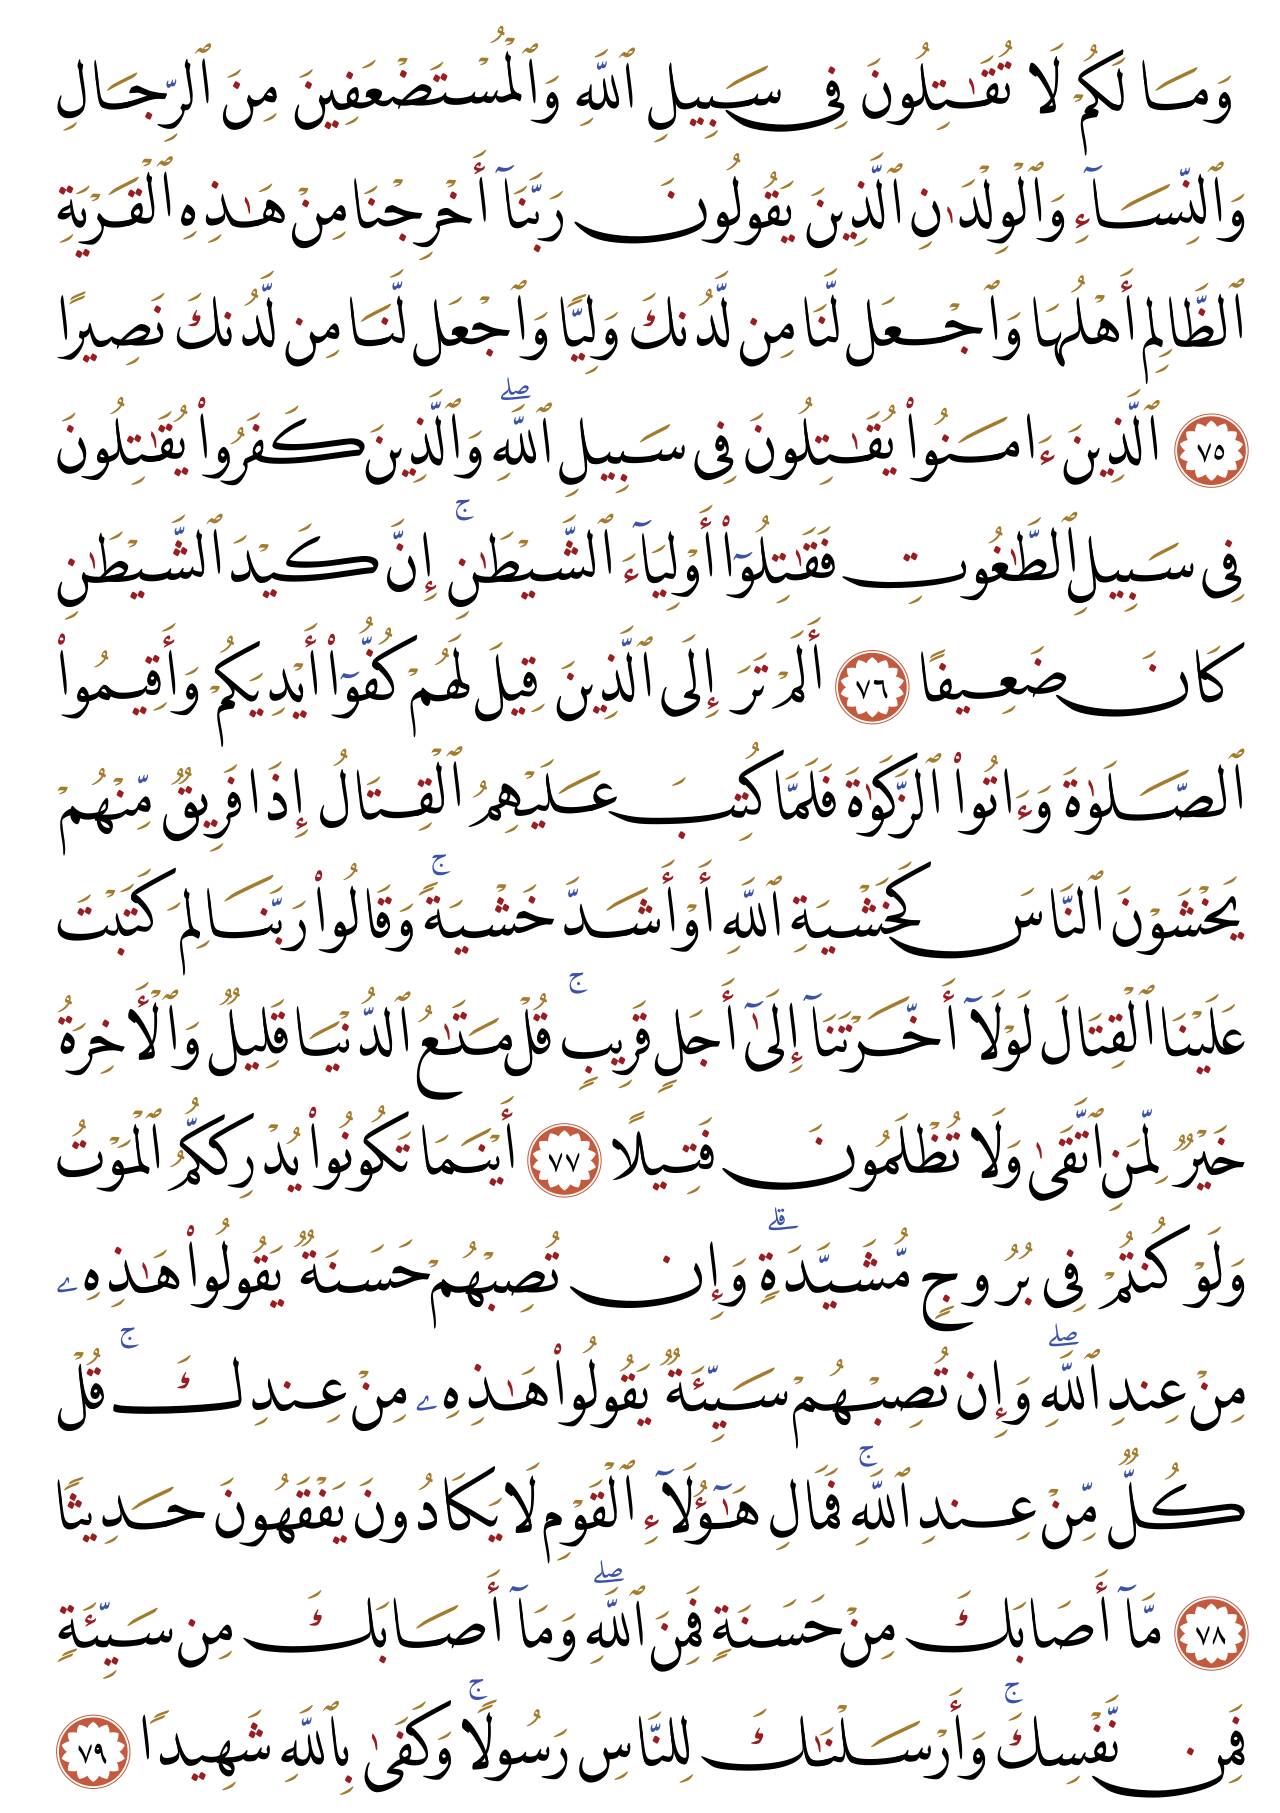 وَمَا لَكُمْ لَا تُقَـٰتِلُونَ فِى سَبِيلِ ٱللَّهِ وَٱلْمُسْتَضْعَفِينَ مِنَ ٱلرِّجَالِ
وَٱلنِّسَآءِ وَٱلْوِلْدَٰنِ ٱلَّذِينَ يَقُولُونَ رَبَّنَآ أَخْرِجْنَا مِنْ هَـٰذِهِ ٱلْقَرْيَةِ
ٱلظَّالِمِ أَهْلُهَا وَٱجْعَل لَّنَا مِن لَّدُنكَ وَلِيًّا وَٱجْعَل لَّنَا مِن لَّدُنكَ نَصِيرًا
٧٥ ٱلَّذِينَ ءَامَنُوا۟ يُقَـٰتِلُونَ فِى سَبِيلِ ٱللَّهِ ۖ وَٱلَّذِينَ كَفَرُوا۟ يُقَـٰتِلُونَ
فِى سَبِيلِ ٱلطَّـٰغُوتِ فَقَـٰتِلُوٓا۟ أَوْلِيَآءَ ٱلشَّيْطَـٰنِ ۖ إِنَّ كَيْدَ ٱلشَّيْطَـٰنِ
كَانَ ضَعِيفًا ٧٦ أَلَمْ تَرَ إِلَى ٱلَّذِينَ قِيلَ لَهُمْ كُفُّوٓا۟ أَيْدِيَكُمْ وَأَقِيمُوا۟
ٱلصَّلَوٰةَ وَءَاتُوا۟ ٱلزَّكَوٰةَ فَلَمَّا كُتِبَ عَلَيْهِمُ ٱلْقِتَالُ إِذَا فَرِيقٌ مِّنْهُمْ
يَخْشَوْنَ ٱلنَّاسَ كَخَشْيَةِ ٱللَّهِ أَوْ أَشَدَّ خَشْيَةً ۚ وَقَالُوا۟ رَبَّنَا لِمَ كَتَبْتَ
عَلَيْنَا ٱلْقِتَالَ لَوْلَآ أَخَّرْتَنَآ إِلَىٰٓ أَجَلٍ قَرِيبٍ ۚ قُلْ مَتَـٰعُ ٱلدُّنْيَا قَلِيلٌ وَٱلْـَٔاخِرَةُ
خَيْرٌ لِّمَنِ ٱتَّقَىٰ وَلَا تُظْلَمُونَ فَتِيلًا ٧٧ أَيْنَمَا تَكُونُوا۟ يُدْرِككُّمُ ٱلْمَوْتُ
وَلَوْ كُنتُمْ فِى بُرُوجٍ مُّشَيَّدَةٍ ۗ وَإِن تُصِبْهُمْ حَسَنَةٌ يَقُولُوا۟ هَـٰذِهِۦ
مِنْ عِندِ ٱللَّهِ ۖ وَإِن تُصِبْهُمْ سَيِّئَةٌ يَقُولُوا۟ هَـٰذِهِۦ مِنْ عِندِكَ ۚ قُلْ
كُلٌّ مِّنْ عِندِ ٱللَّهِ ۚ فَمَالِ هَـٰٓؤُلَآءِ ٱلْقَوْمِ لَا يَكَادُونَ يَفْقَهُونَ حَدِيثًا
٧٨ مَّآ أَصَابَكَ مِنْ حَسَنَةٍ فَمِنَ ٱللَّهِ ۖ وَمَآ أَصَابَكَ مِن سَيِّئَةٍ
فَمِن نَّفْسِكَ ۚ وَأَرْسَلْنَـٰكَ لِلنَّاسِ رَسُولًا ۚ وَكَفَىٰ بِٱللَّهِ شَهِيدًا ٧٩